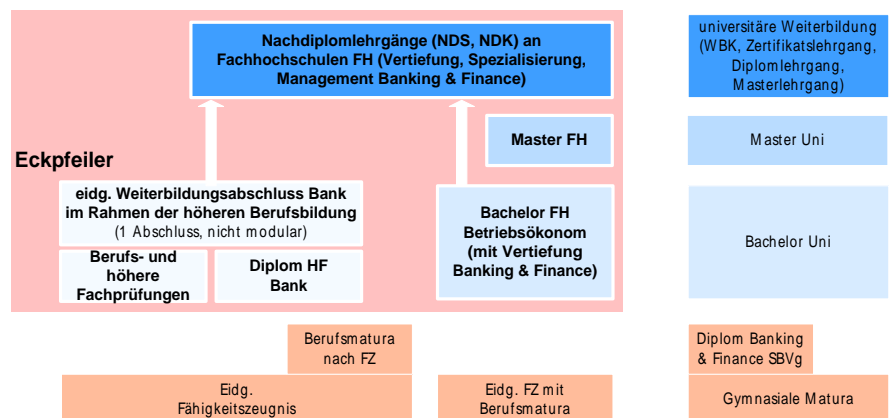 Nachdiplomlehrgänge (NDS, NDK) an
Fachhochschulen FH (Vertiefung, Spezialisierung,
Management Banking & Finance)
universitäre Weiterbildung
(WBK, Zertifikatslehrgang,
Diplomlehrgang,
Masterlehrgang)
Master FH
Master Uni
Eckpfeiler
eidg. Weiterbildungsabschluss Bank
im Rahmen der höheren Berufsbildung
(1 Abschluss, nicht modular)
Berufs- und
höhere
Fachprüfungen
Diplom HF
Bank
Bachelor FH
Betriebsökonom
(mit Vertiefung
Banking & Finance)
Bachelor Uni
Berufsmatura
nach FZ
Diplom Banking
& Finance SBVg
Eidg.
Fähigkeitszeugnis
Eidg. FZ mit
Berufsmatura
Gymnasiale Matura